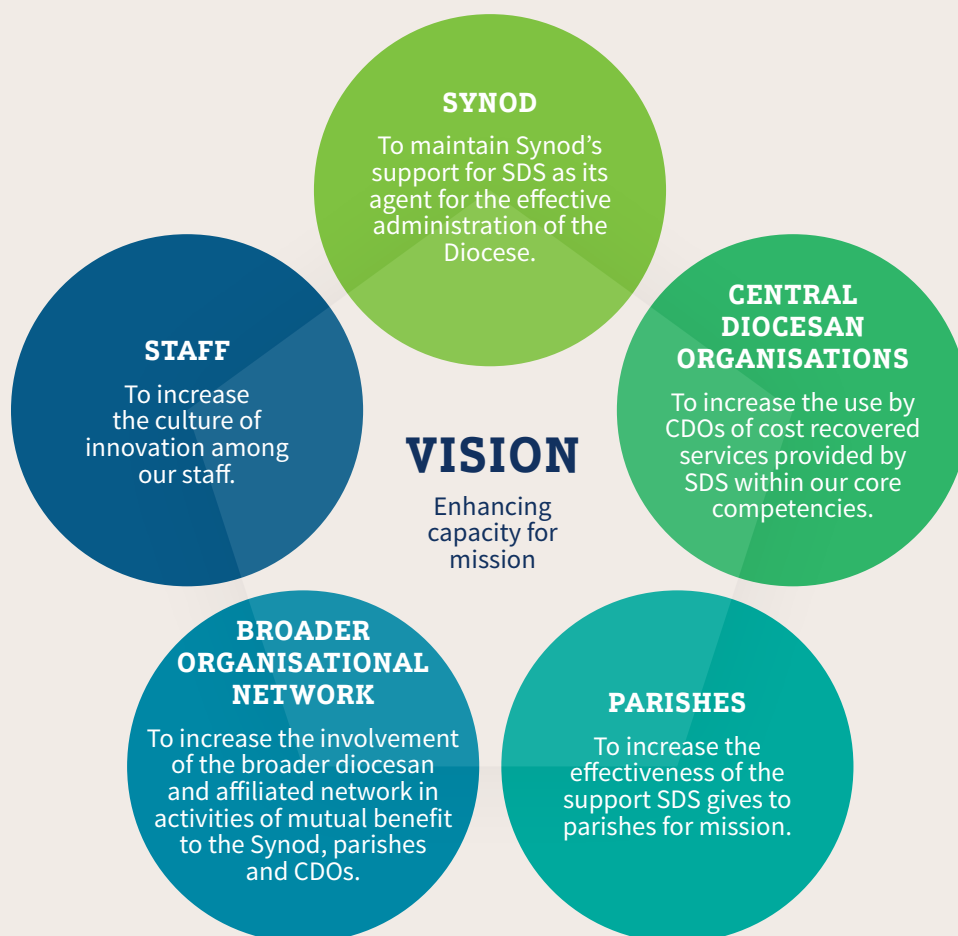 SYNOD
To maintain Synod’s
support for SDS as its
agent for the effective
administration of the
Diocese.
CENTRAL
DIOCESAN
ORGANISATIONS
To increase the use by
CDOs of cost recovered
services provided by
SDS within our core
competencies.
STAFF
To increase
the culture of
innovation among
our staff.
VISION
Enhancing
capacity for
mission
BROADER
ORGANISATIONAL
NETWORK
To increase the involvement
of the broader diocesan
and affiliated network in
activities of mutual benefit
to the Synod, parishes
and CDOs.
PARISHES
To increase the
effectiveness of the
support SDS gives to
parishes for mission.